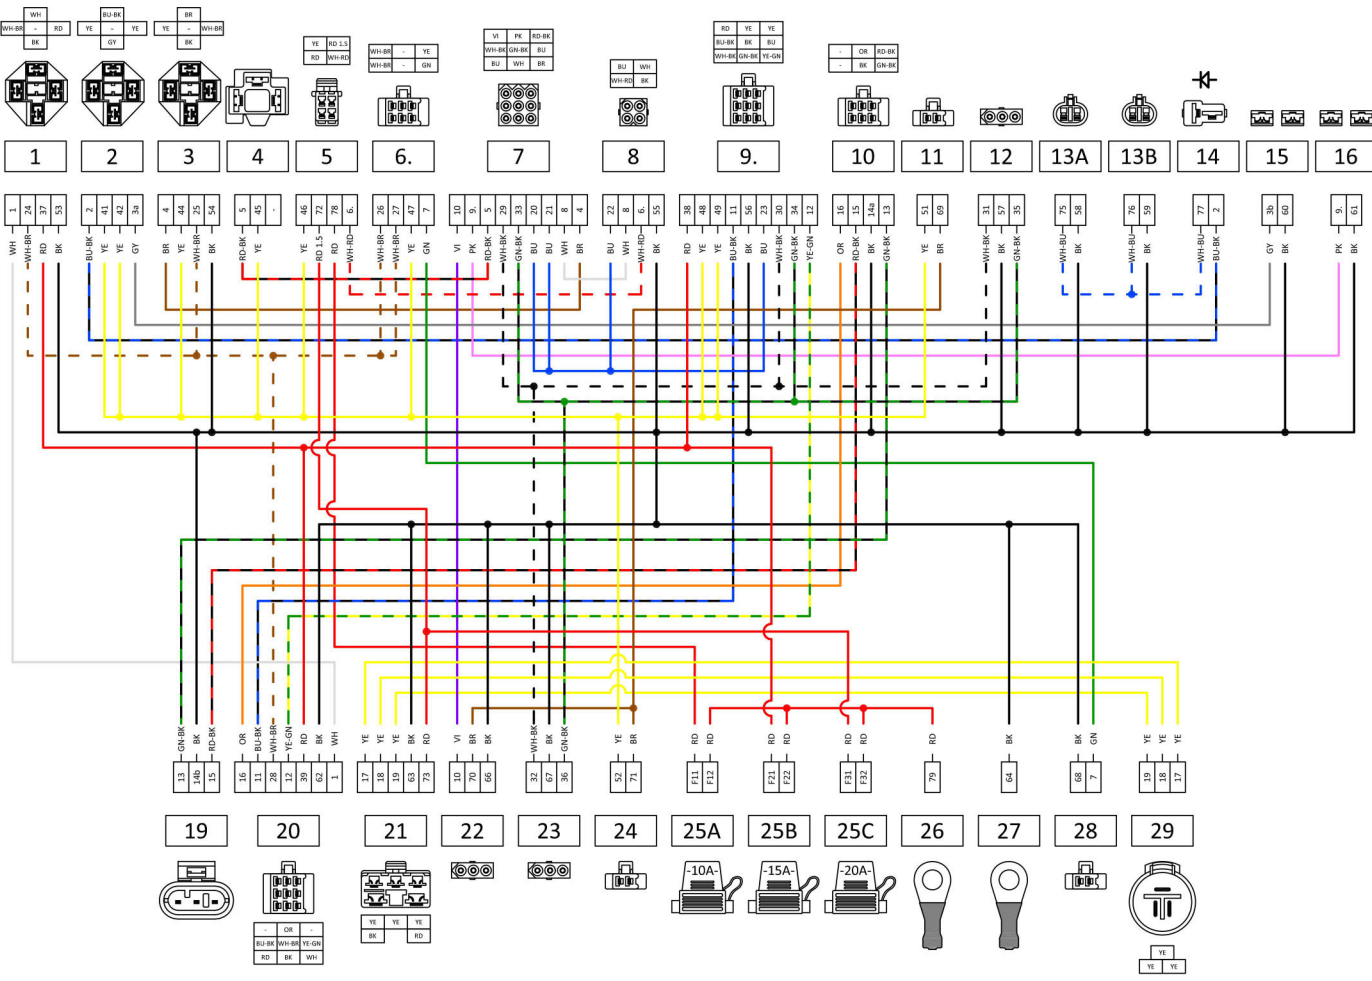 WH BU-BK BR
WH-BR - RD YE - YE YE - WH-BR
BK GY BK
YE RD 1.5
RD WH-RD
WH-BR - YE
WH-BR - GN
VI PK RD-BK
WH-BK GN-BK BU
BU WH BR
BU WH
WH-RD BK
RD YE YE
BU-BK BK BU
WH-BK GN-BK YE-GN
- OR RD-BK
- BK GN-BK
1 2 3 4 5 6. 7 8 9. 10 11 12 13A 13B 14 15 16
1 24 37 53 2 41 42 3a 4 44 25 54 5 45 - 46 72 78 6. 26 27 47 7 10 9. 5 29 33 20 21 8 4 22 8 6. 55 38 48 49 11 56 23 30 34 12 16 15 14a 13 51 69 31 57 35 75 58 76 59 77 2 3b 60 9. 61
WH WH-BR RD BK BU-BK YE YE GY BR YE WH-BR BK RD-BK YE YE RD 1.5 RD WH-RD WH-BR WH-BR YE GN VI PK RD-BK WH-BK GN-BK BU BU WH BR BU WH WH-RD BK RD YE YE BU-BK BK BU WH-BK GN-BK YE-GN OR RD-BK BK GN-BK YE BR WH-BK BK GN-BK WH-BU BK WH-BU BK WH-BU BU-BK GY BK PK BK
GN-BK BK RD-BK OR BU-BK WH-BR YE-GN RD BK WH YE YE YE BK RD VI BR BK WH-BK BK GN-BK YE BR RD RD RD RD RD RD RD BK BK GN YE YE YE
13 14b 15 16 11 28 12 39 62 1 17 18 19 63 73 10 70 66 32 67 36 52 71 F11 F12 F21 F22 F31 F32 79 64 68 7 19 18 17
19 20 21 22 23 24 25A 25B 25C 26 27 28 29
-10A- -15A- -20A-
- OR -
BU-BK WH-BR YE-GN
RD BK WH
YE YE YE
BK RD
YE
YE YE